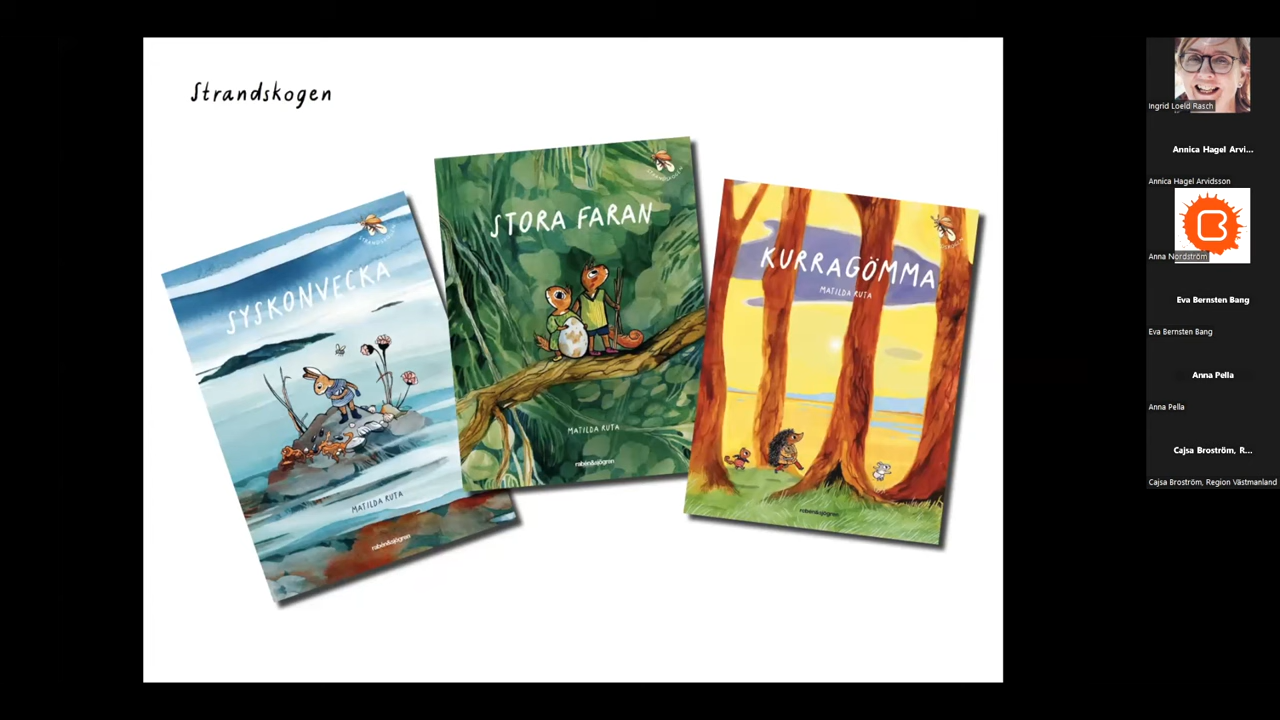 Strandskogen
STRANDSKOGEN
SYSKONVECKA
MATILDA RUTA
rabén&sjögren
STRANDSKOGEN
STORA FARAN
MATILDA RUTA
rabén&sjögren
KURRAGÖMMA
MATILDA RUTA
rabén&sjögren
Ingrid Loeld Rasch
Annica Hagel Arvi...
Annica Hagel Arvidsson
Anna Nordström
Eva Bernsten Bang
Eva Bernsten Bang
Anna Pella
Anna Pella
Cajsa Broström, R...
Cajsa Broström, Region Västmanland